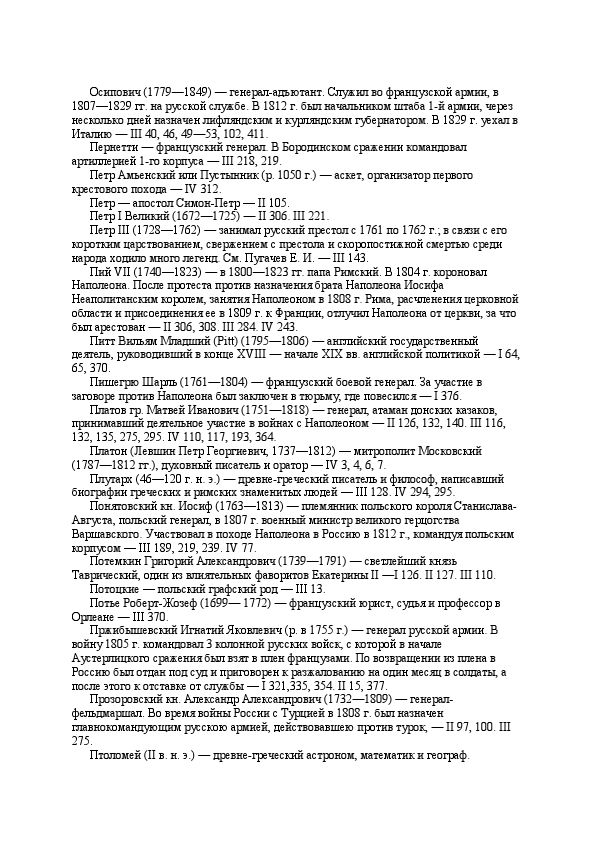 Осипович (1779—1849) — генерал-адъютант. Служил во французской армии, в
1807—1829 гг. на русской службе. В 1812 г. был начальником штаба 1-й армии, через
несколько дней назначен лифляндским и курляндским губернатором. В 1829 г. уехал в
Италию — III 40, 46, 49—53, 102, 411.
Пернетти — французский генерал. В Бородинском сражении командовал
артиллерией 1-го корпуса — III 218, 219.
Петр Амьенский или Пустынник (р. 1050 г.) — аскет, организатор первого
крестового похода — IV 312.
Петр — апостол Симон-Петр — II 105.
Петр I Великий (1672—1725) — II 306. III 221.
Петр III (1728—1762) — занимал русский престол с 1761 по 1762 г.; в связи с его
коротким царствованием, свержением с престола и скоропостижной смертью среди
народа ходило много легенд. См. Пугачев Е. И. — III 143.
Пий VII (1740—1823) — в 1800—1823 гг. папа Римский. В 1804 г. короновал
Наполеона. После протеста против назначения брата Наполеона Иосифа
Неаполитанским королем, занятия Наполеоном в 1808 г. Рима, расчленения церковной
области и присоединения ее в 1809 г. к Франции, отлучил Наполеона от церкви, за что
был арестован — II 306, 308. III 284. IV 243.
Питт Вильям Младший (Pitt) (1795—1806) — английский государственный
деятель, руководивший в конце XVIII — начале XIX вв. английской политикой — I 64,
65, 370.
Пишегрю Шарль (1761—1804) — французский боевой генерал. За участие в
заговоре против Наполеона был заключен в тюрьму, где повесился — I 376.
Платов гр. Матвей Иванович (1751—1818) — генерал, атаман донских казаков,
принимавший деятельное участие в войнах с Наполеоном — II 126, 132, 140. III 116,
132, 135, 275, 295. IV 110, 117, 193, 364.
Платон (Левшин Петр Георгиевич, 1737—1812) — митрополит Московский
(1787—1812 гг.), духовный писатель и оратор — IV 3, 4, 6, 7.
Плутарх (46—120 г. н. э.) — древне-греческий писатель и философ, написавший
биографии греческих и римских знаменитых людей — III 128. IV 294, 295.
Понятовский кн. Иосиф (1763—1813) — племянник польского короля Станислава-
Августа, польский генерал, в 1807 г. военный министр великого герцогства
Варшавского. Участвовал в походе Наполеона в Россию в 1812 г., командуя польским
корпусом — III 189, 219, 239. IV 77.
Потемкин Григорий Александрович (1739—1791) — светлейший князь
Таврический, один из влиятельных фаворитов Екатерины II —I 126. II 127. III 110.
Потоцкие — польский графский род — III 13.
Потье Роберт-Жозеф (1699— 1772) — французский юрист, судья и профессор в
Орлеане — III 370.
Пржибышевский Игнатий Яковлевич (р. в 1755 г.) — генерал русской армии. В
войну 1805 г. командовал 3 колонной русских войск, с которой в начале
Аустерлицкого сражения был взят в плен французами. По возвращении из плена в
Россию был отдан под суд и приговорен к разжалованию на один месяц в солдаты, а
после этого к отставке от службы — I 321,335, 354. II 15, 377.
Прозоровский кн. Александр Александрович (1732—1809) — генерал-
фельдмаршал. Во время войны России с Турцией в 1808 г. был назначен
главнокомандующим русскою армией, действовавшею против турок, — II 97, 100. III
275.
Птоломей (II в. н. э.) — древне-греческий астроном, математик и географ.